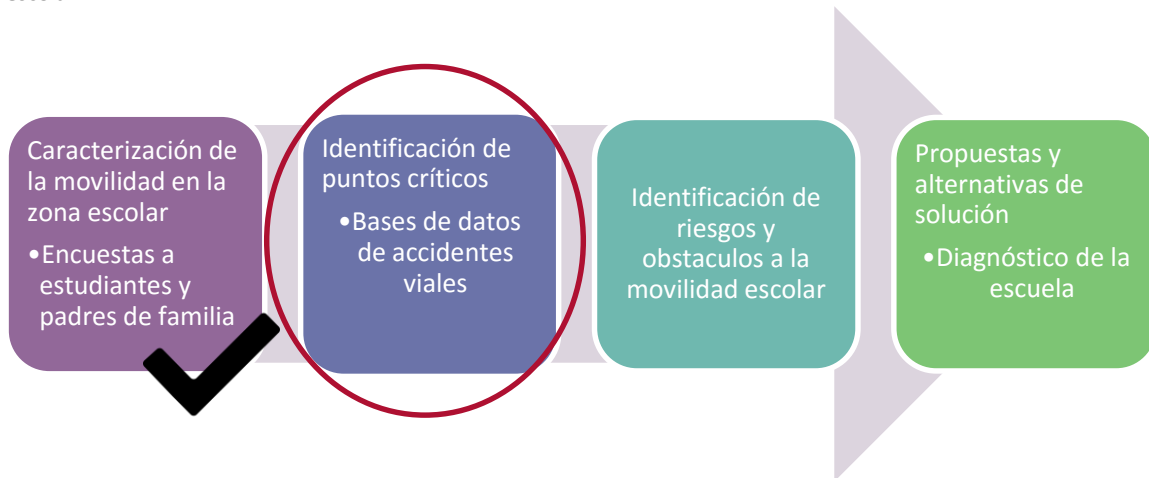 Caracterización de
la movilidad en la
zona escolar
•Encuestas a
estudiantes y
padres de familia
Identificación de
puntos críticos
•Bases de datos
de accidentes
viales
Identificación de
riesgos y
obstaculos a la
movilidad escolar
Propuestas y
alternativas de
solución
•Diagnóstico de la
escuela